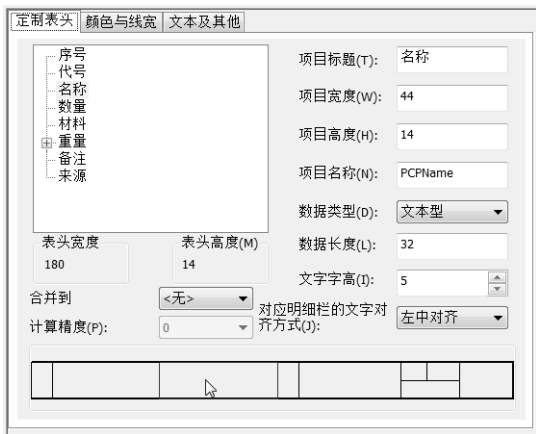 定制表头 颜色与线宽 文本及其他
序号
代号
名称
数量
材料
重量
备注
来源
项目标题(T): 名称
项目宽度(W): 44
项目高度(H): 14
项目名称(N): PCPName
数据类型(D): 文本型
表头宽度 表头高度(M) 数据长度(L): 32
180 14
文字字高(I): 5
合并到 <无>
对应明细栏的文字对
齐方式(J): 左中对齐
计算精度(P): 0